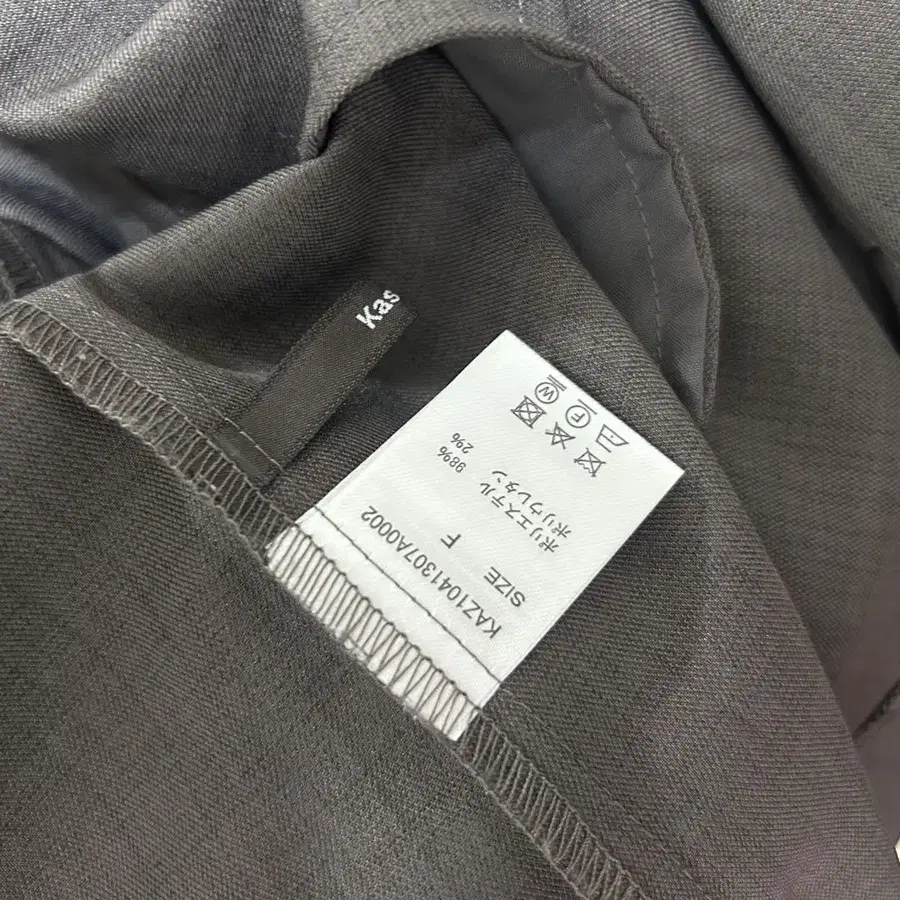 Kas
KAZ1041307A0002
SIZE F
ポリエステル 98%
ポリウレタン 2%
F
W